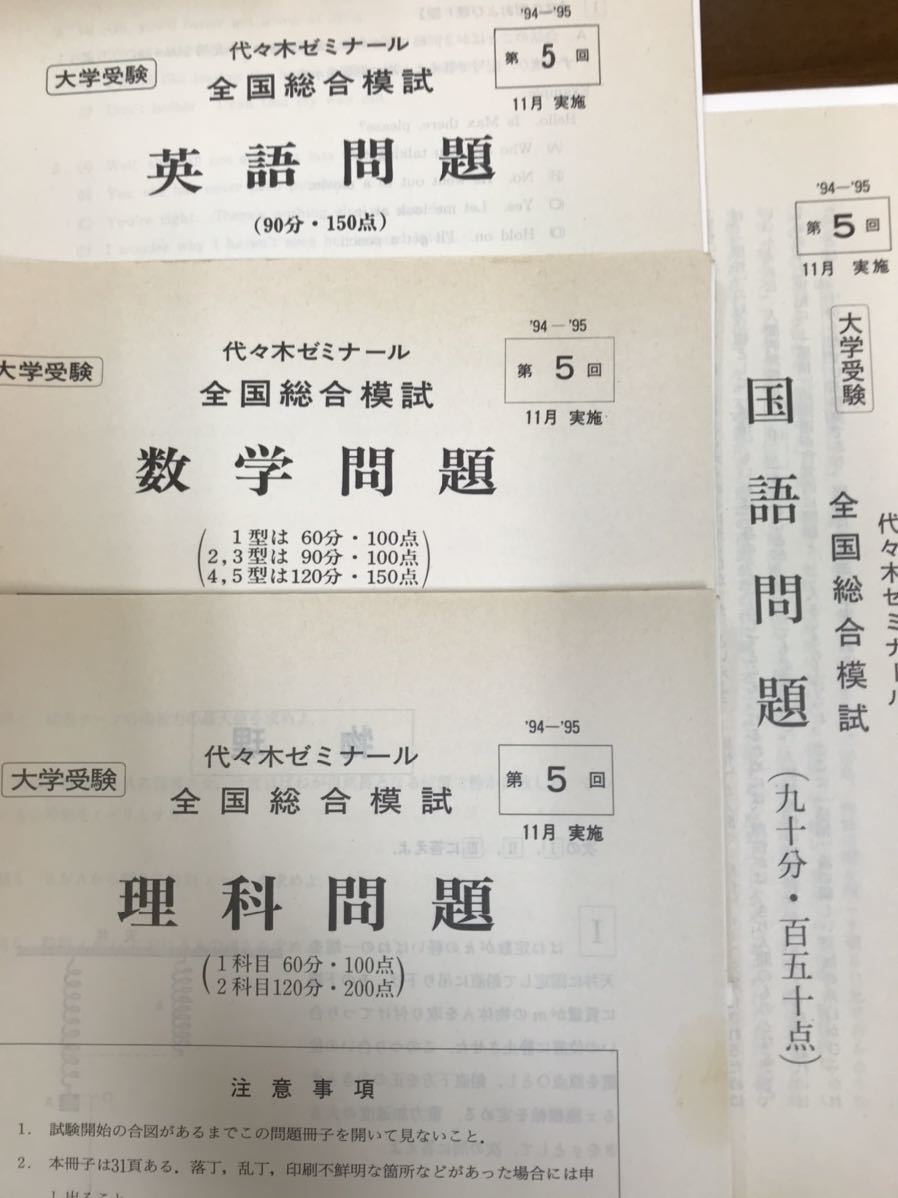 大学受験
代々木ゼミナール
全国総合模試
'94—'95
第 5 回
11月 実施
英語問題
(90分・150点)
大学受験
代々木ゼミナール
全国総合模試
'94—'95
第 5 回
11月 実施
数学問題
1型は 60分・100点
2,3型は 90分・100点
4,5型は120分・150点
大学受験
代々木ゼミナール
全国総合模試
'94—'95
第 5 回
11月 実施
理科問題
1科目 60分・100点
2科目120分・200点
注意事項
1. 試験開始の合図があるまでこの問題冊子を開いて見ないこと．
2. 本冊子は31頁ある．落丁，乱丁，印刷不鮮明な箇所などがあった場合には申
し出ること
'94—'95
第 5 回
11月 実施
大学受験
代々木ゼミナール
全国総合模試
国語問題
(九十分・百五十点)